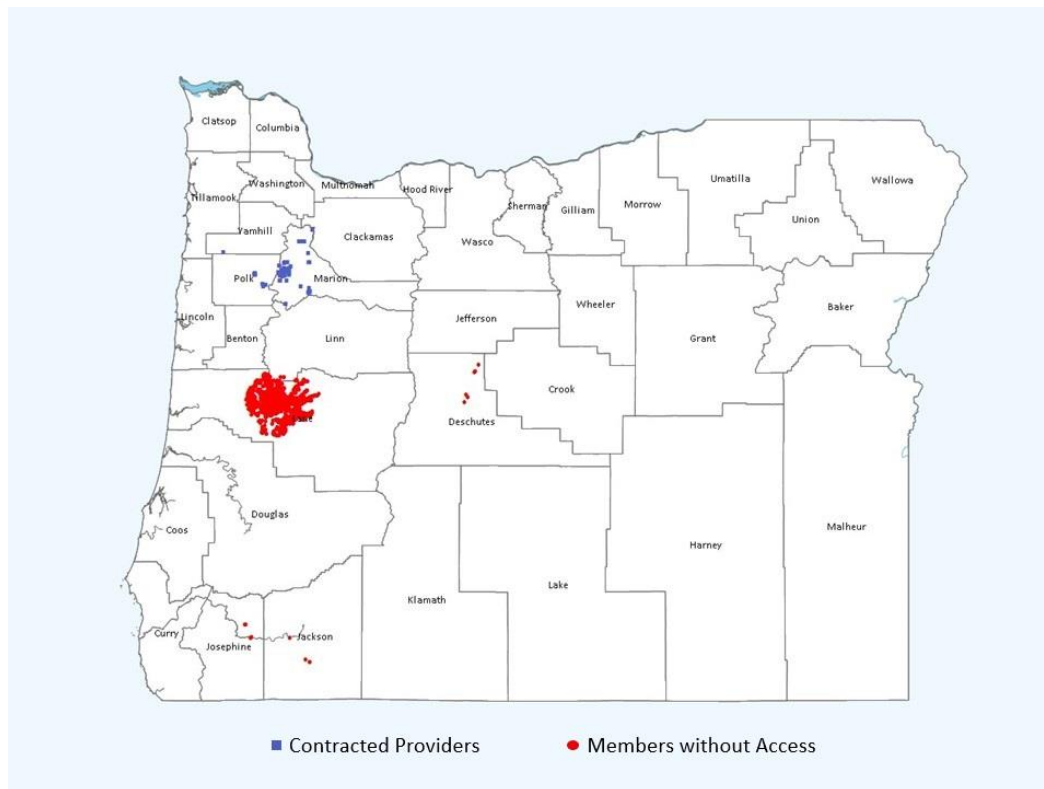 Clatsop
Columbia
Tillamook
Washington
Multnomah
Hood River
Sherman
Gilliam
Morrow
Umatilla
Union
Wallowa
Yamhill
Clackamas
Wasco
Polk
Marion
Lincoln
Benton
Linn
Jefferson
Wheeler
Grant
Baker
Crook
Deschutes
Lane
Douglas
Coos
Harney
Malheur
Klamath
Lake
Curry
Josephine
Jackson
Contracted Providers
Members without Access